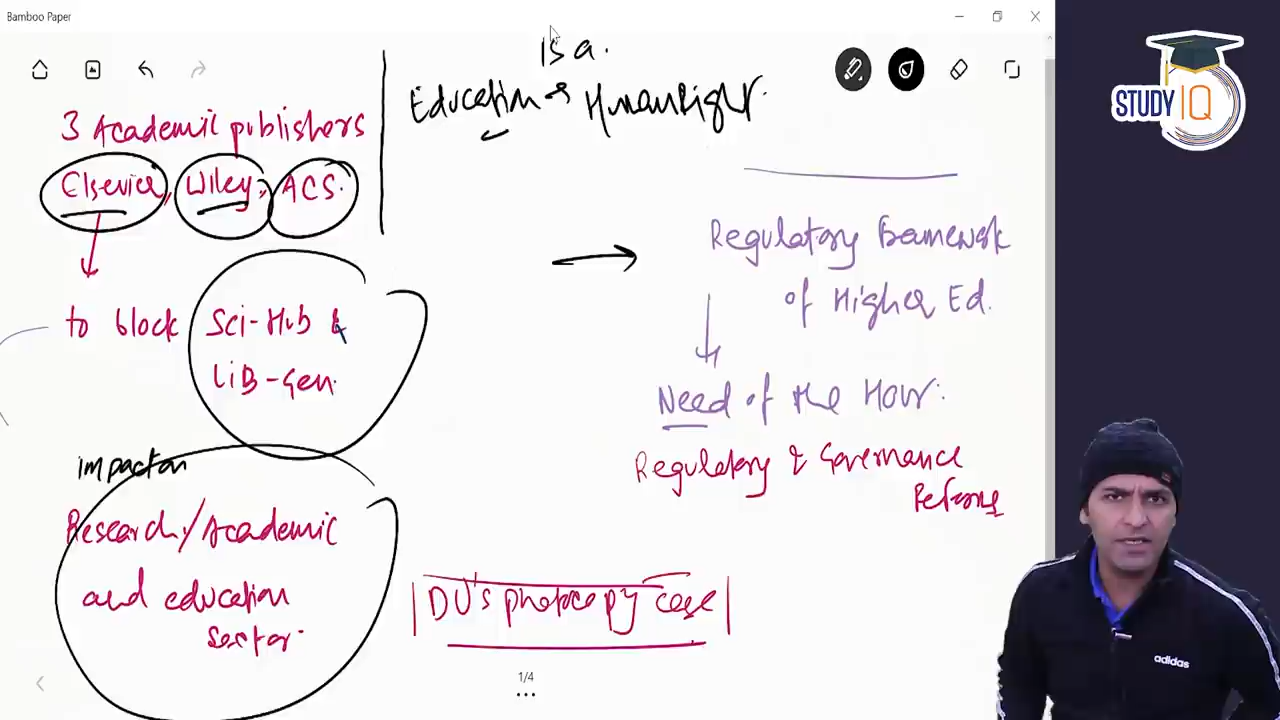 Bamboo Paper
is a.
Education & Human Right.
3 Academic publishers
Elsevier, Wiley, ACS.
to block Sci-Hub &
LiB-Gen.
impact on
Research/Academic
and education
sector.
Regulatory Framework
of Higher Ed.
Need of the Hour:
Regulatory & Governance
Reforms
DU's photocopy case
1/4
STUDY IQ
adidas